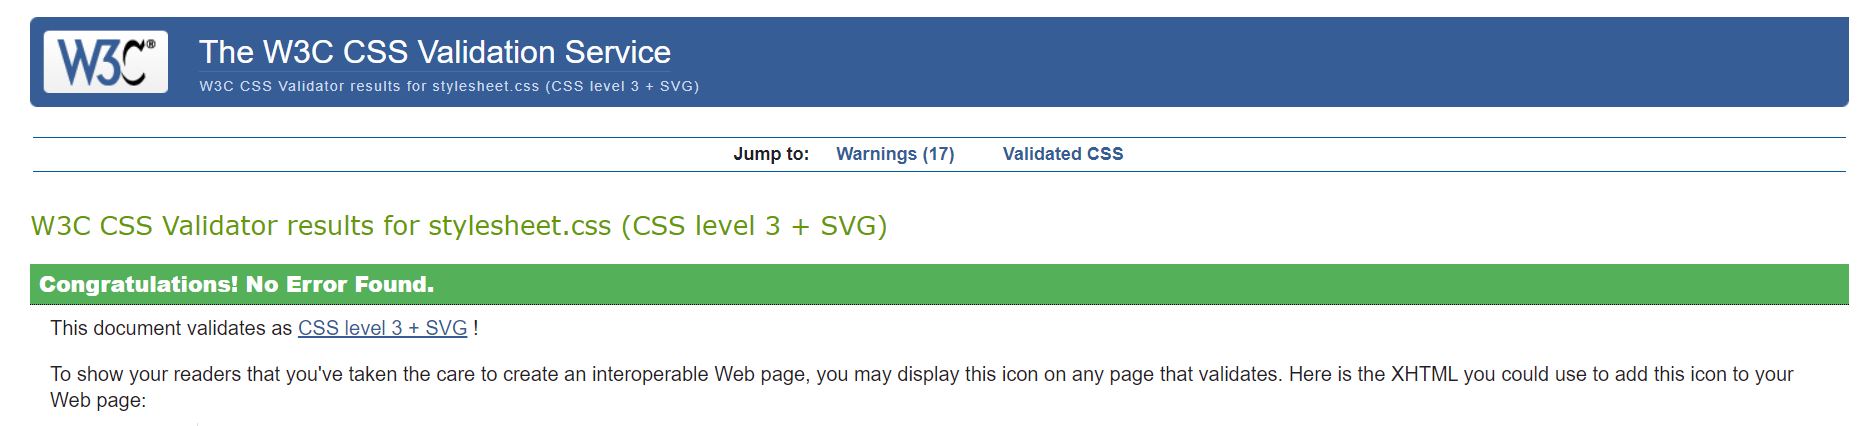 W3C®
The W3C CSS Validation Service
W3C CSS Validator results for stylesheet.css (CSS level 3 + SVG)
Jump to: Warnings (17) Validated CSS
W3C CSS Validator results for stylesheet.css (CSS level 3 + SVG)
Congratulations! No Error Found.
This document validates as CSS level 3 + SVG !
To show your readers that you've taken the care to create an interoperable Web page, you may display this icon on any page that validates. Here is the XHTML you could use to add this icon to your
Web page: